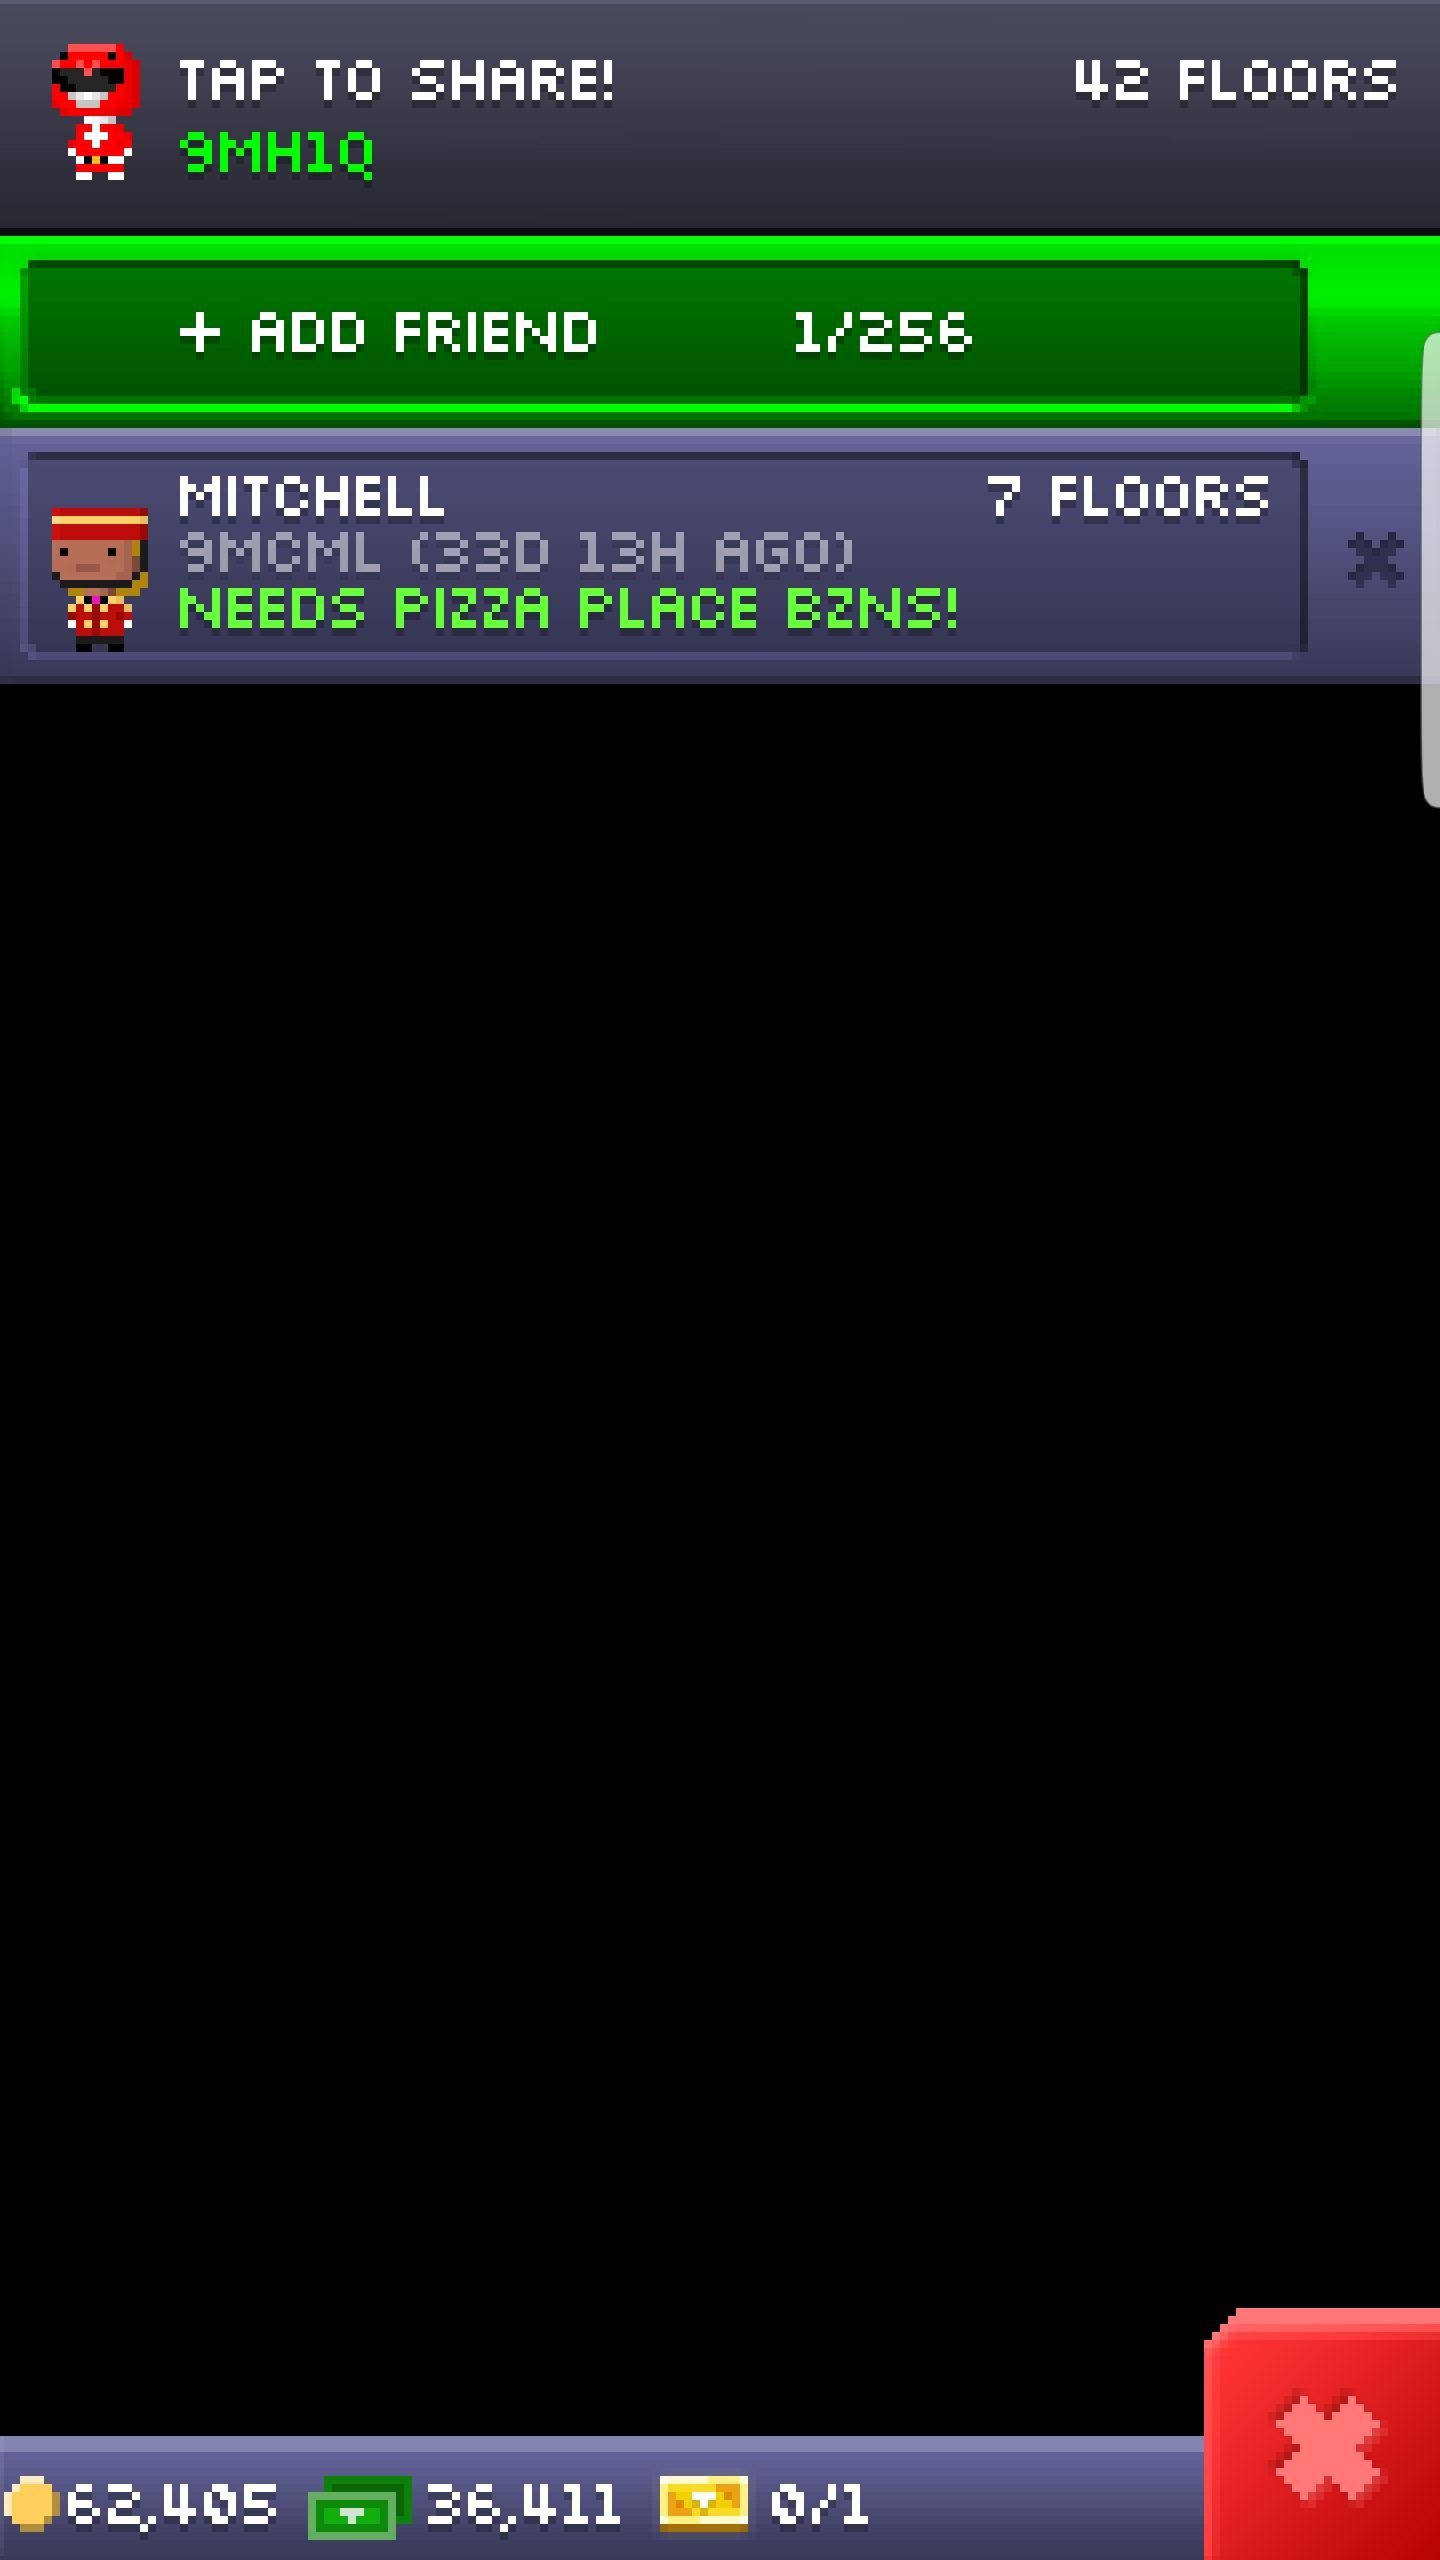 TAP TO SHARE!
42 FLOORS
9MH1Q
+ ADD FRIEND 1/256
MITCHELL
7 FLOORS
9MCML (33D 13H AGO)
NEEDS PIZZA PLACE BZNS!
62,405 36,411 0/1